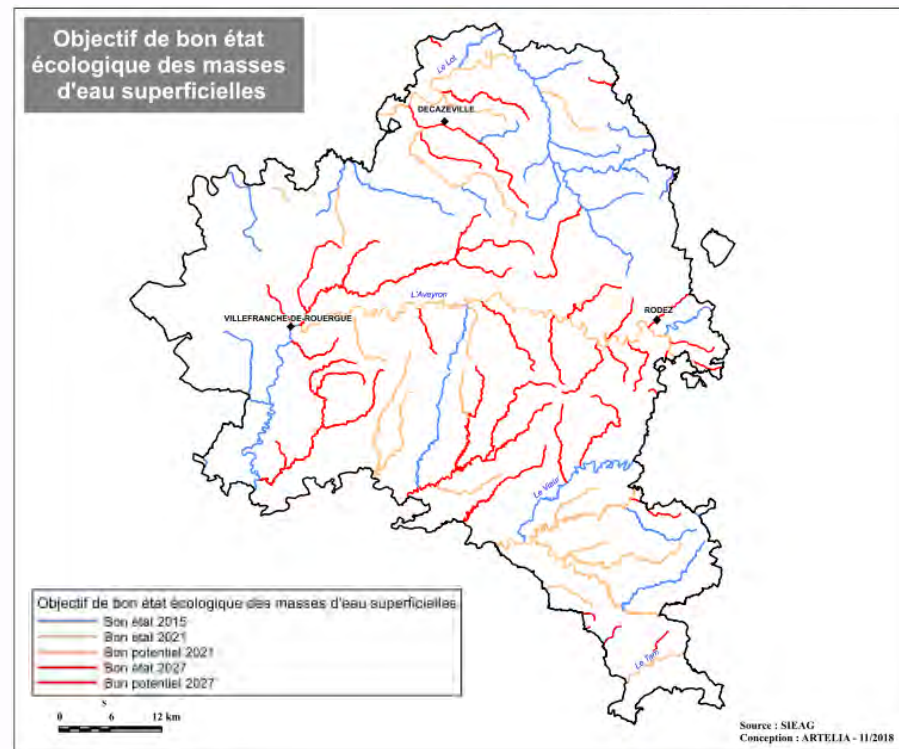 Objectif de bon état
écologique des masses
d'eau superficielles
Le Lot
DECAZEVILLE
L'Aveyron
VILLEFRANCHE-DE-ROUERGUE
RODEZ
Le Viaur
Le Tarn
Objectif de bon état écologique des masses d'eau superficielles
Bon état 2015
Bon état 2021
Bon potentiel 2021
Bon état 2027
Bon potentiel 2027
s
0 6 12 km
Source : SIEAG
Conception : ARTELIA - 11/2018